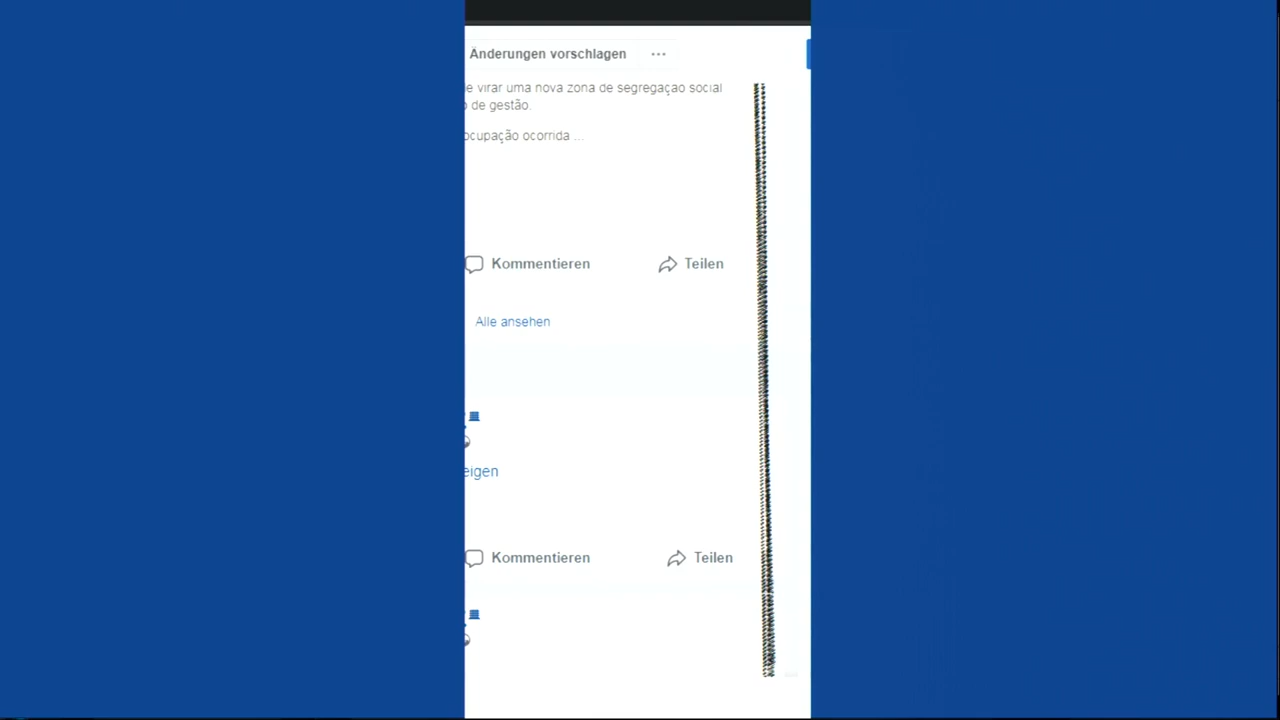 Änderungen vorschlagen ...
virar uma nova zona de segregação social
de gestão.
ocupação ocorrida ...
Kommentieren Teilen
Alle ansehen
eigen
Kommentieren Teilen